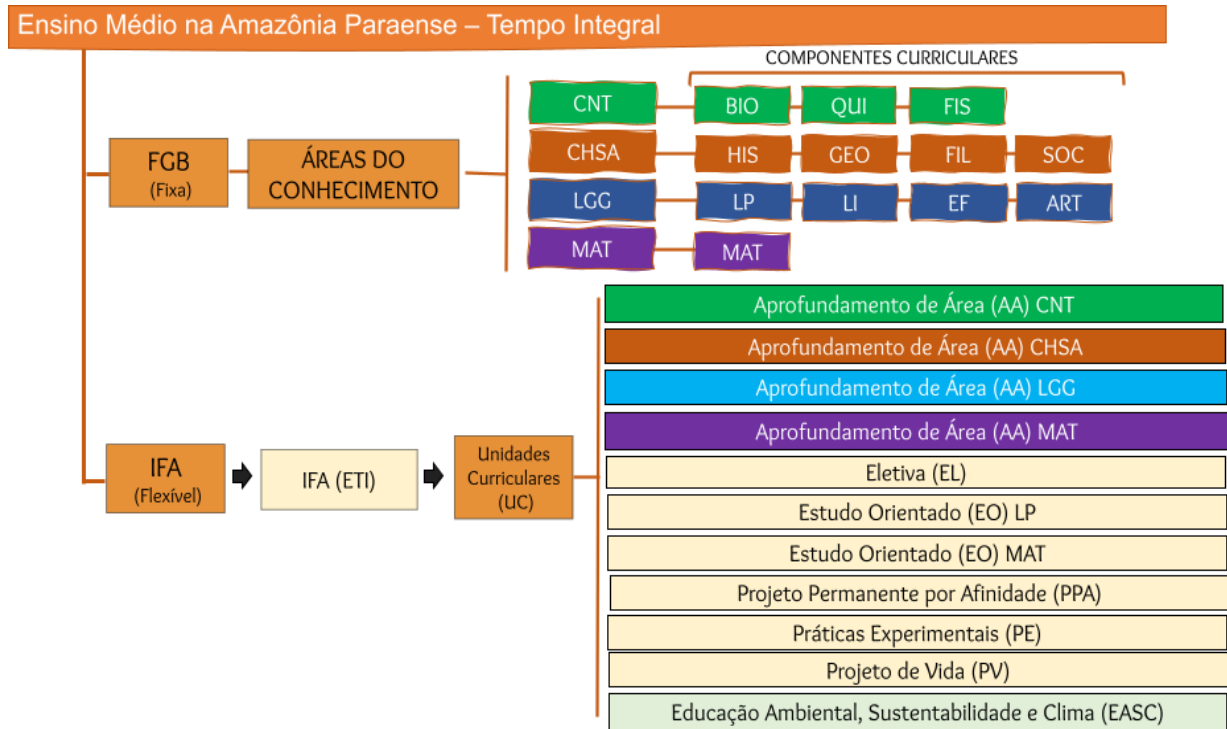 Ensino Médio na Amazônia Paraense – Tempo Integral
COMPONENTES CURRICULARES
FGB
(Fixa)
ÁREAS DO
CONHECIMENTO
CNT
BIO
QUI
FIS
CHSA
HIS
GEO
FIL
SOC
LGG
LP
LI
EF
ART
MAT
MAT
IFA
(Flexível)
IFA (ETI)
Unidades
Curriculares
(UC)
Aprofundamento de Área (AA) CNT
Aprofundamento de Área (AA) CHSA
Aprofundamento de Área (AA) LGG
Aprofundamento de Área (AA) MAT
Eletiva (EL)
Estudo Orientado (EO) LP
Estudo Orientado (EO) MAT
Projeto Permanente por Afinidade (PPA)
Práticas Experimentais (PE)
Projeto de Vida (PV)
Educação Ambiental, Sustentabilidade e Clima (EASC)